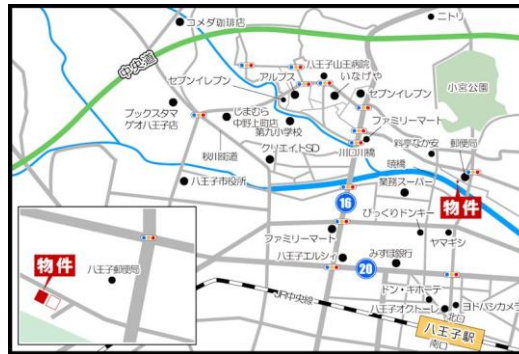 コメダ珈琲店
ニトリ
中央道
八王子山王病院
アルプス
いなげや
セブンイレブン
セブンイレブン
小宮公園
ブックスタマ
ゲオ八王子店
しまむら
中野上町店
第九小学校
ファミリーマート
秋川街道
クリエイトSD
川口川橋
料亭なか安
郵便局
暁橋
八王子市役所
業務スーパー
16
物件
びっくりドンキー
ファミリーマート
ヤマギシ
物件
八王子郵便局
八王子エルシィ
みずほ銀行
20
ドン・キホーテ
JR中央線
八王子オクトーレ
ヨドバシカメラ
北口
八王子駅
南口